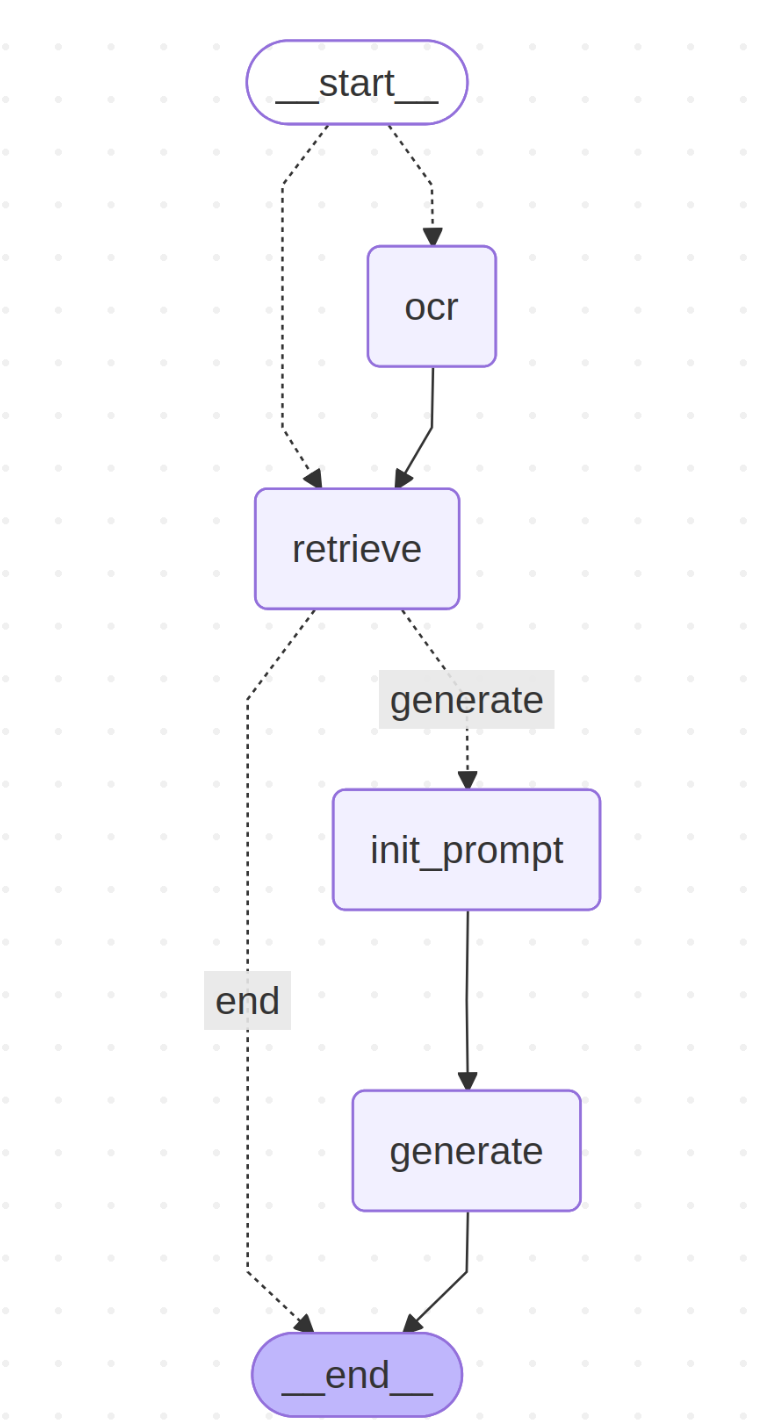 __start__
ocr
retrieve
generate
init_prompt
end
generate
__end__